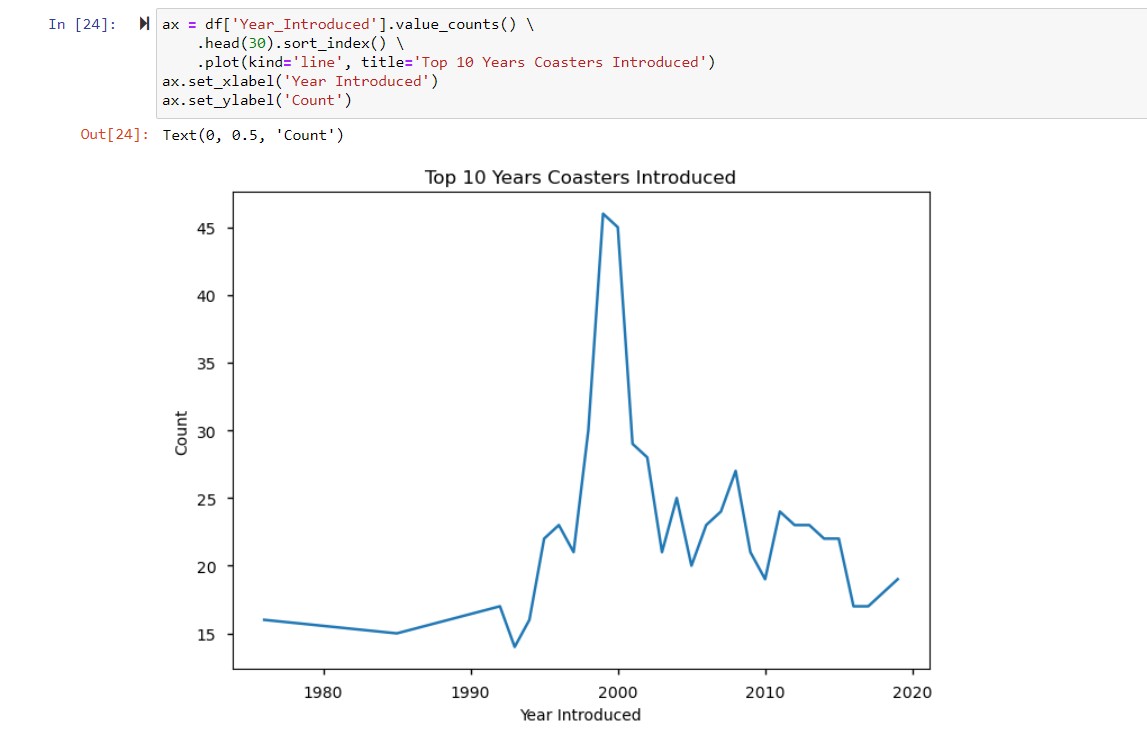 In [24]:
ax = df['Year_Introduced'].value_counts() \
    .head(30).sort_index() \
    .plot(kind='line', title='Top 10 Years Coasters Introduced')
ax.set_xlabel('Year Introduced')
ax.set_ylabel('Count')
Out[24]: Text(0, 0.5, 'Count')
Top 10 Years Coasters Introduced
45
40
35
30
25
20
15
Count
1980 1990 2000 2010 2020
Year Introduced